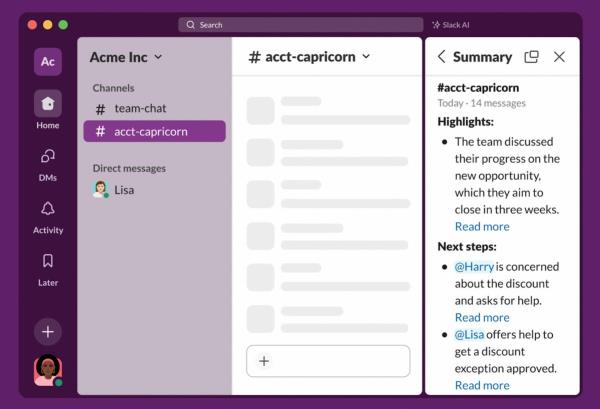 Search
Slack AI
Ac
Home
DMs
Activity
Later
Acme Inc
Channels
# team-chat
# acct-capricorn
Direct messages
Lisa
# acct-capricorn
Summary
#acct-capricorn
Today · 14 messages
Highlights:
• The team discussed
their progress on the
new opportunity,
which they aim to
close in three weeks.
Read more
Next steps:
• @Harry is concerned
about the discount
and asks for help.
Read more
• @Lisa offers help to
get a discount
exception approved.
Read more